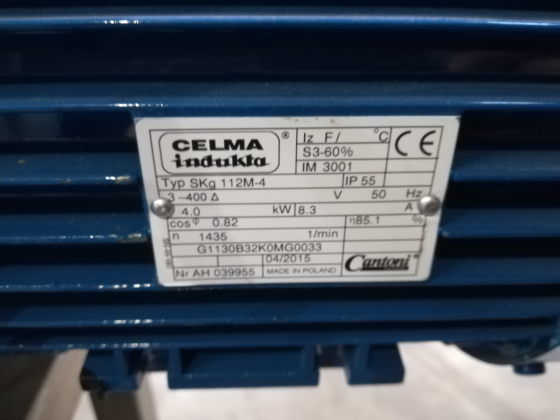 CELMA ®
indukta
Iz F/ °C
S3-60%
IM 3001
CE
Typ SKg 112M-4 IP 55
3~400 Δ V 50 Hz
4.0 kW 8.3 A
cosφ 0.82 η85.1 %
n 1435 1/min
G1130B32K0MG0033
04/2015
Nr AH 039955 MADE IN POLAND
Cantoni